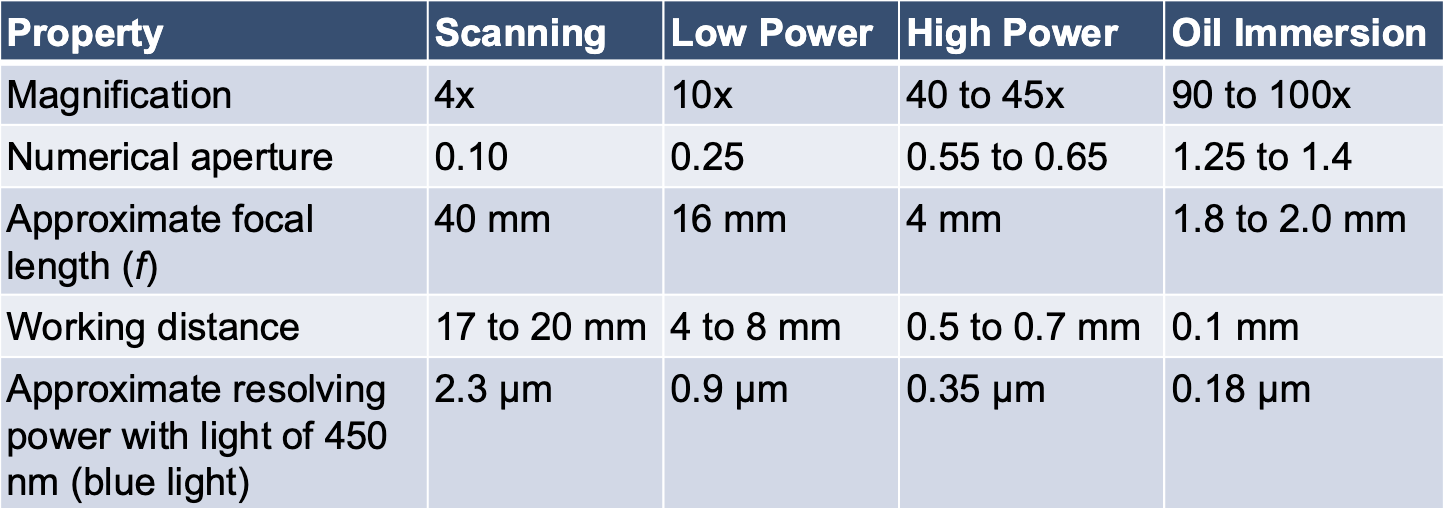 Property Scanning Low Power High Power Oil Immersion
Magnification 4x 10x 40 to 45x 90 to 100x
Numerical aperture 0.10 0.25 0.55 to 0.65 1.25 to 1.4
Approximate focal 40 mm 16 mm 4 mm 1.8 to 2.0 mm
length (f)
Working distance 17 to 20 mm 4 to 8 mm 0.5 to 0.7 mm 0.1 mm
Approximate resolving 2.3 μm 0.9 μm 0.35 μm 0.18 μm
power with light of 450
nm (blue light)